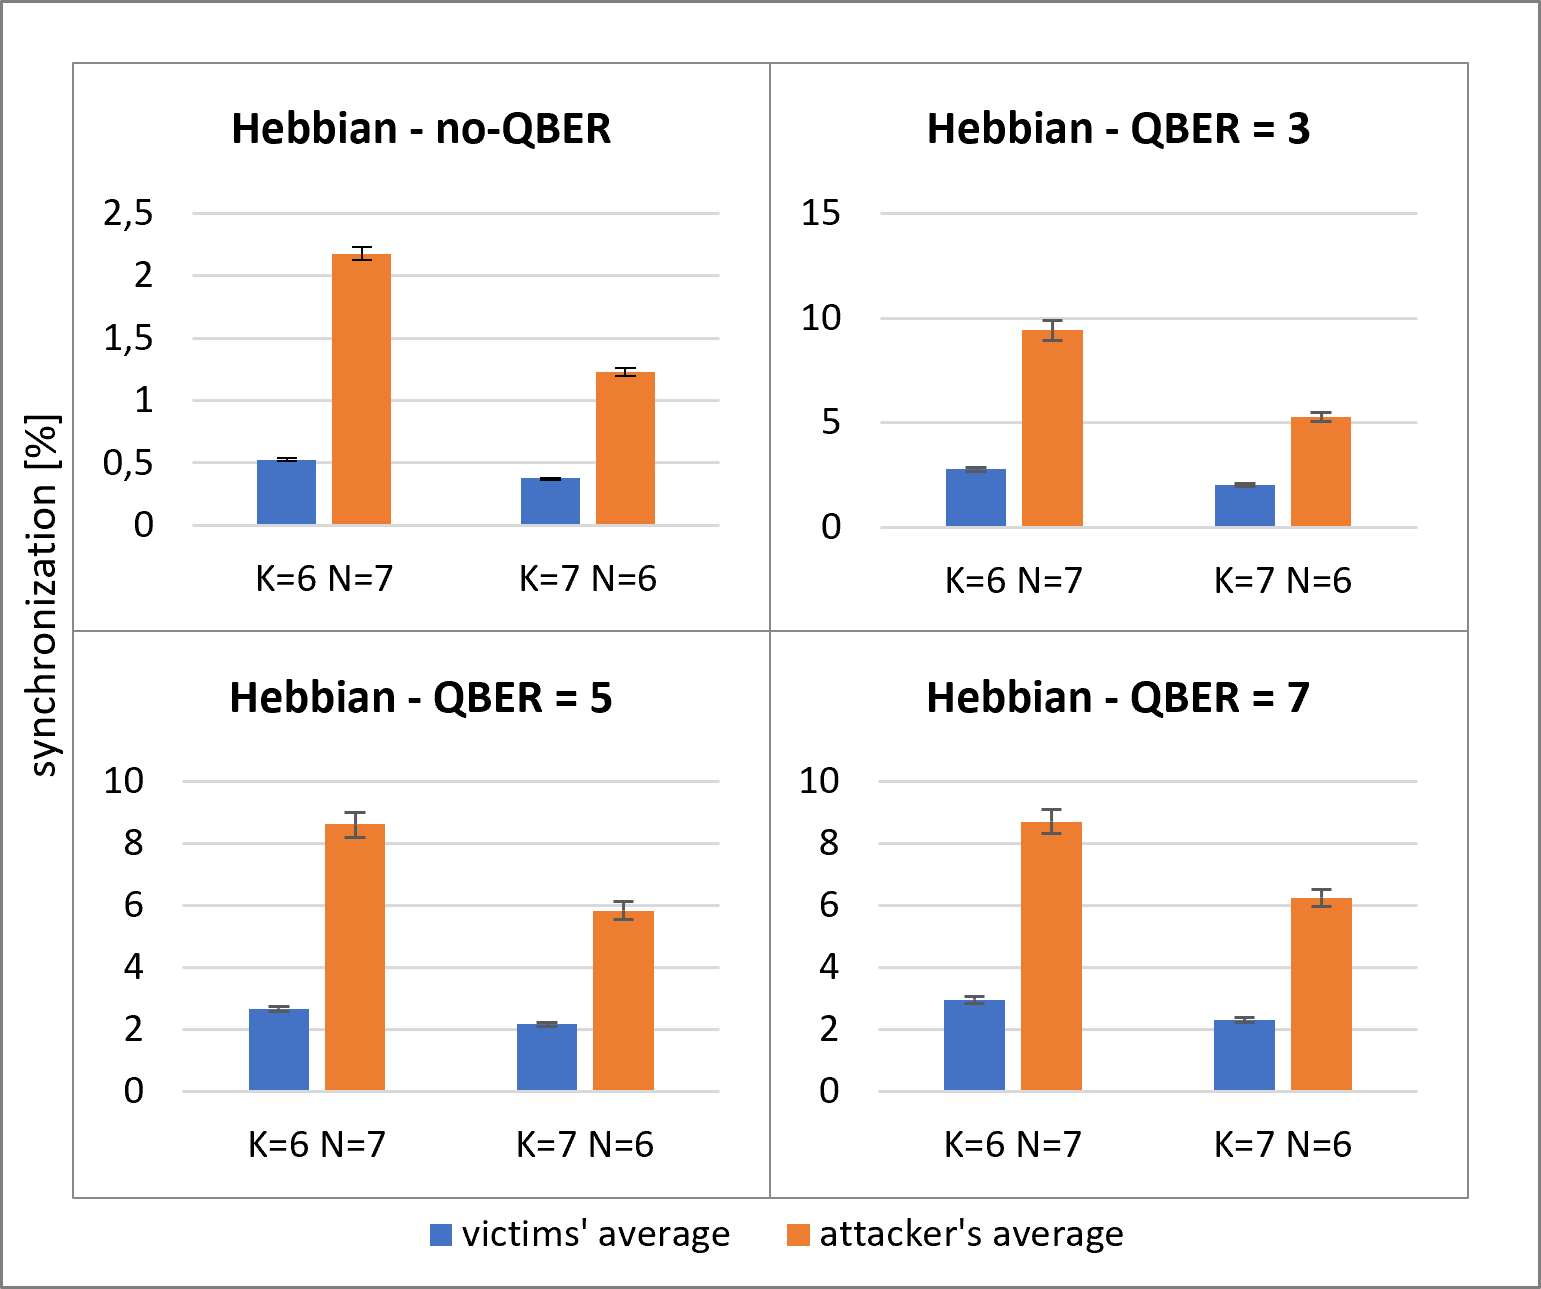 synchronization [%]
Hebbian - no-QBER
2,5
2
1,5
1
0,5
0
K=6 N=7
K=7 N=6
Hebbian - QBER = 3
15
10
5
0
K=6 N=7
K=7 N=6
Hebbian - QBER = 5
10
8
6
4
2
0
K=6 N=7
K=7 N=6
Hebbian - QBER = 7
10
8
6
4
2
0
K=6 N=7
K=7 N=6
victims' average
attacker's average